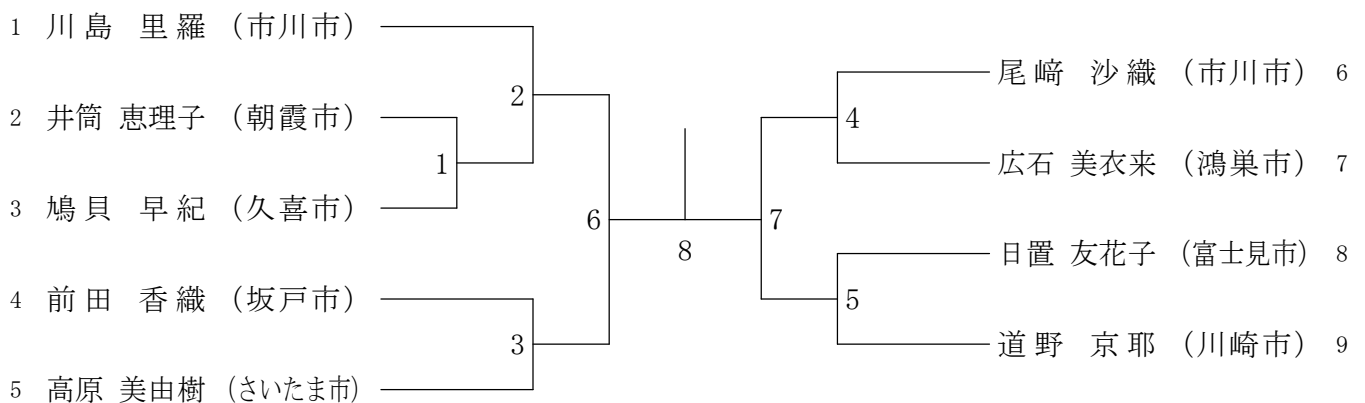 1 川島 里羅 （市川市）
2 井筒 恵理子 （朝霞市）
3 鳩貝 早紀 （久喜市）
4 前田 香織 （坂戸市）
5 高原 美由樹 （さいたま市）
2
1
3
6
8
7
4
5
尾﨑 沙織 （市川市） 6
広石 美衣来 （鴻巣市） 7
日置 友花子 （富士見市） 8
道野 京耶 （川崎市） 9